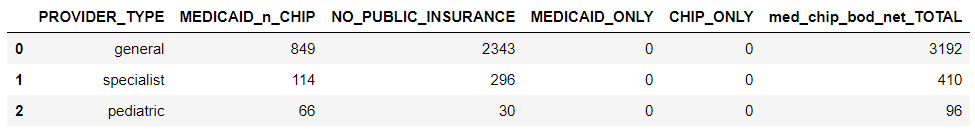 PROVIDER_TYPE MEDICAID_n_CHIP NO_PUBLIC_INSURANCE MEDICAID_ONLY CHIP_ONLY med_chip_bod_net_TOTAL
0 general 849 2343 0 0 3192
1 specialist 114 296 0 0 410
2 pediatric 66 30 0 0 96